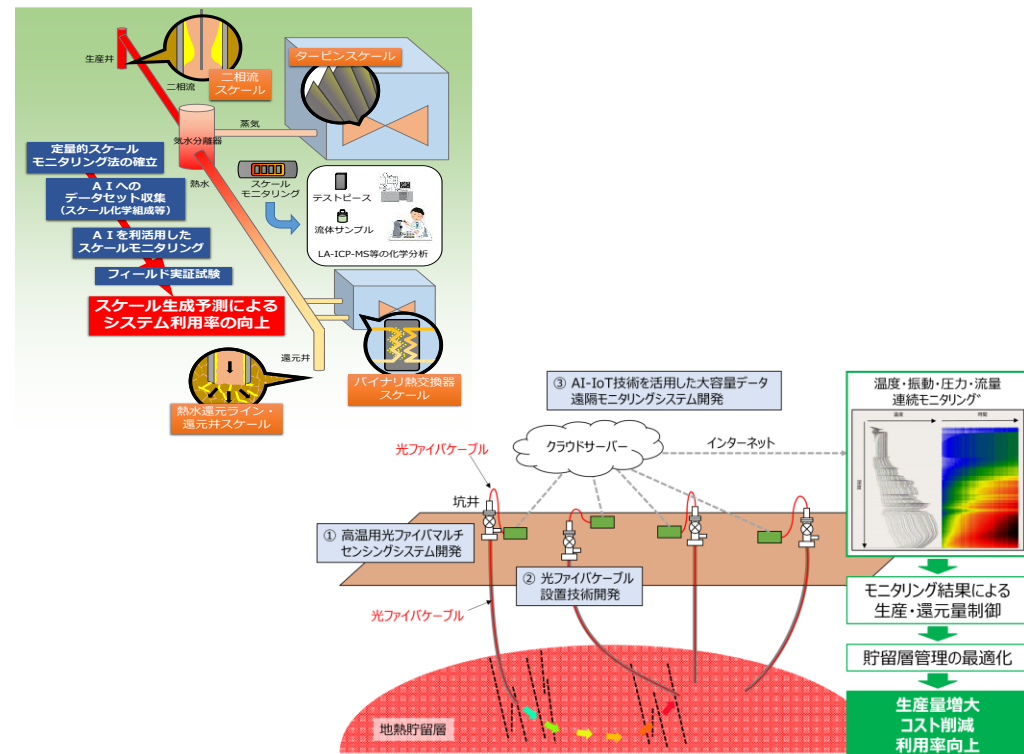 生産井
二相流
二相流
スケール
タービンスケール
蒸気
気水分離器
熱水
定量的スケール
モニタリング法の確立
ＡＩへの
データセット収集
（スケール化学組成等）
ＡＩを利活用した
スケールモニタリング
フィールド実証試験
スケール生成予測による
システム利用率の向上
スケール
モニタリング
テストピース
流体サンプル
LA-ICP-MS等の化学分析
還元井
バイナリ熱交換器
スケール
熱水還元ライン・
還元井スケール
③ AI-IoT技術を活用した大容量データ
遠隔モニタリングシステム開発
クラウドサーバー
インターネット
光ファイバケーブル
坑井
① 高温用光ファイバマルチ
センシングシステム開発
② 光ファイバケーブル
設置技術開発
光ファイバケーブル
地熱貯留層
温度・振動・圧力・流量
連続モニタリング
温度
時間
深度
モニタリング結果による
生産・還元量制御
貯留層管理の最適化
生産量増大
コスト削減
利用率向上